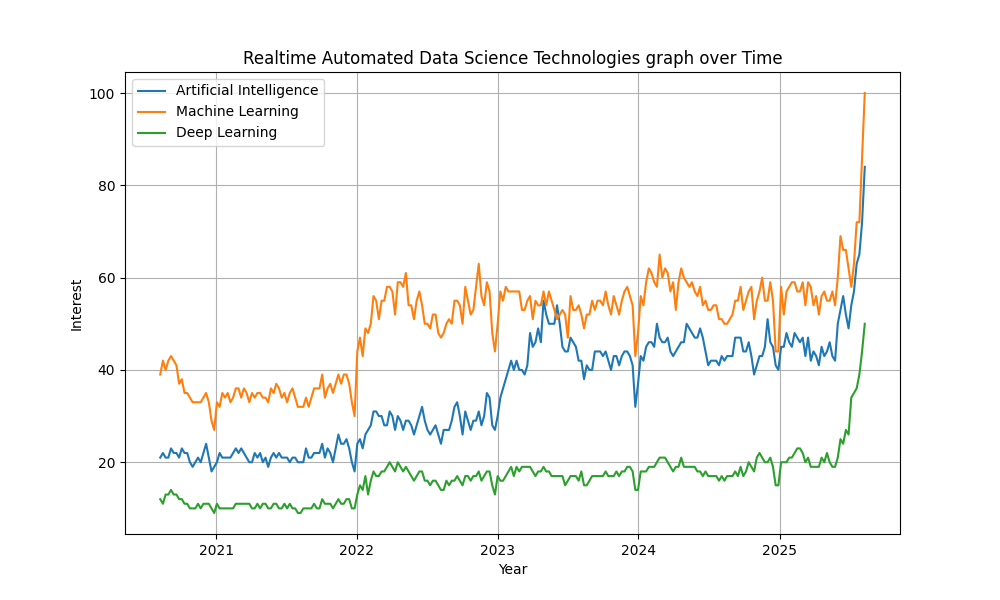 Realtime Automated Data Science Technologies graph over Time
Artificial Intelligence
Machine Learning
Deep Learning
100
80
60
40
20
Interest
2021 2022 2023 2024 2025
Year